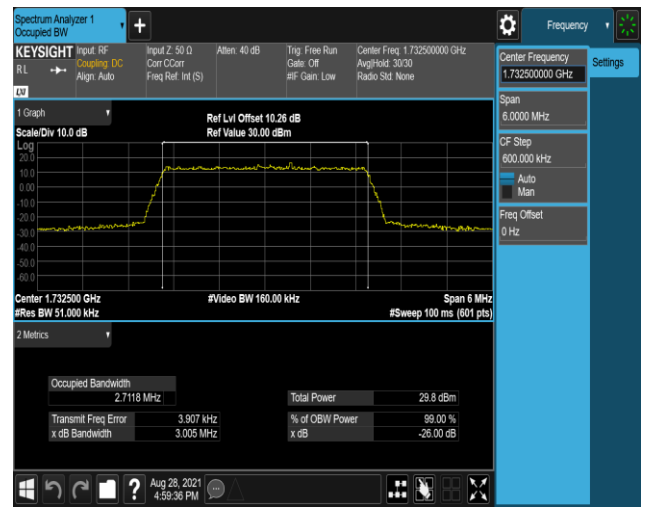 Spectrum Analyzer 1
Occupied BW
+
Frequency
KEYSIGHT
RL
LXI
Input: RF
Coupling: DC
Align: Auto
Input Z: 50 Ω
Corr CCorr
Freq Ref: Int (S)
Atten: 40 dB
Trig: Free Run
Gate: Off
#IF Gain: Low
Center Freq: 1.732500000 GHz
Avg|Hold: 30/30
Radio Std: None
Center Frequency
1.732500000 GHz
Settings
Span
6.0000 MHz
CF Step
600.000 kHz
Auto
Man
Freq Offset
0 Hz
1 Graph
Scale/Div 10.0 dB
Ref Lvl Offset 10.26 dB
Ref Value 30.00 dBm
Log
20.0
10.0
0.00
-10.0
-20.0
-30.0
-40.0
-50.0
-60.0
Center 1.732500 GHz
#Res BW 51.000 kHz
#Video BW 160.00 kHz
Span 6 MHz
#Sweep 100 ms (601 pts)
2 Metrics
Occupied Bandwidth
2.7118 MHz
Transmit Freq Error 3.907 kHz
x dB Bandwidth 3.005 MHz
Total Power 29.8 dBm
% of OBW Power 99.00 %
x dB -26.00 dB
?
Aug 28, 2021
4:59:36 PM